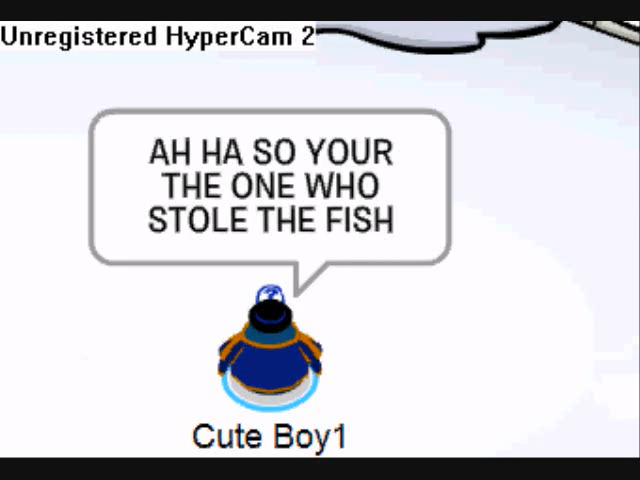 Unregistered HyperCam 2
AH HA SO YOUR
THE ONE WHO
STOLE THE FISH
Cute Boy1